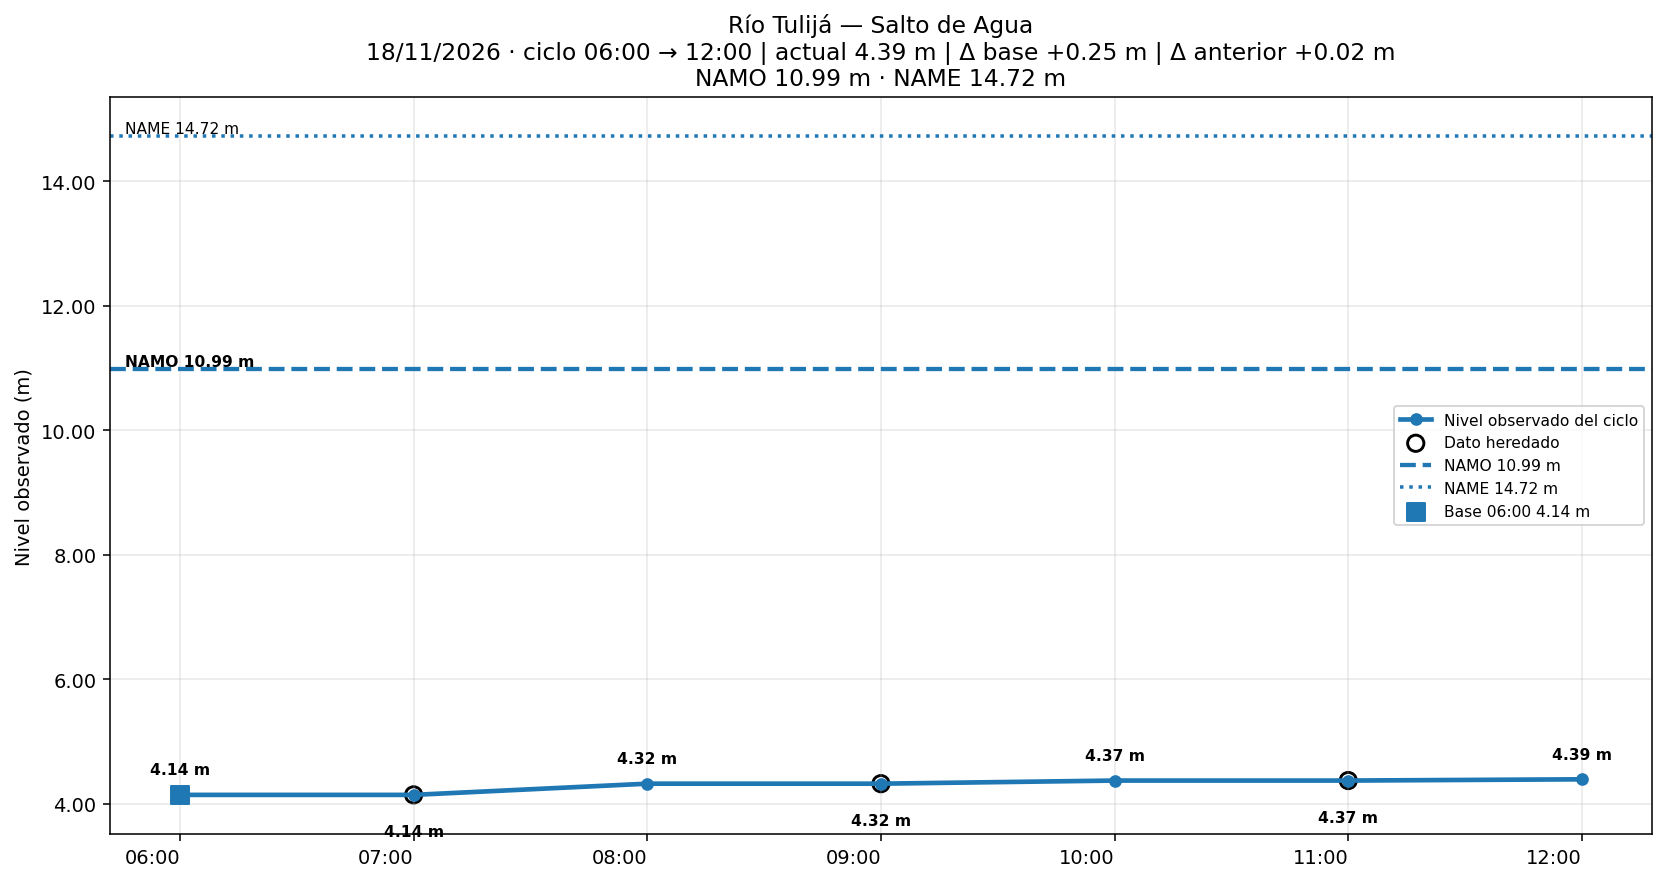 Río Tulijá — Salto de Agua
18/11/2026 · ciclo 06:00 → 12:00 | actual 4.39 m | Δ base +0.25 m | Δ anterior +0.02 m
NAMO 10.99 m · NAME 14.72 m
NAME 14.72 m
14.00
12.00
NAMO 10.99 m
10.00
8.00
6.00
4.00
Nivel observado (m)
Nivel observado del ciclo
Dato heredado
NAMO 10.99 m
NAME 14.72 m
Base 06:00 4.14 m
4.14 m
4.14 m
4.32 m
4.32 m
4.37 m
4.37 m
4.39 m
06:00
07:00
08:00
09:00
10:00
11:00
12:00